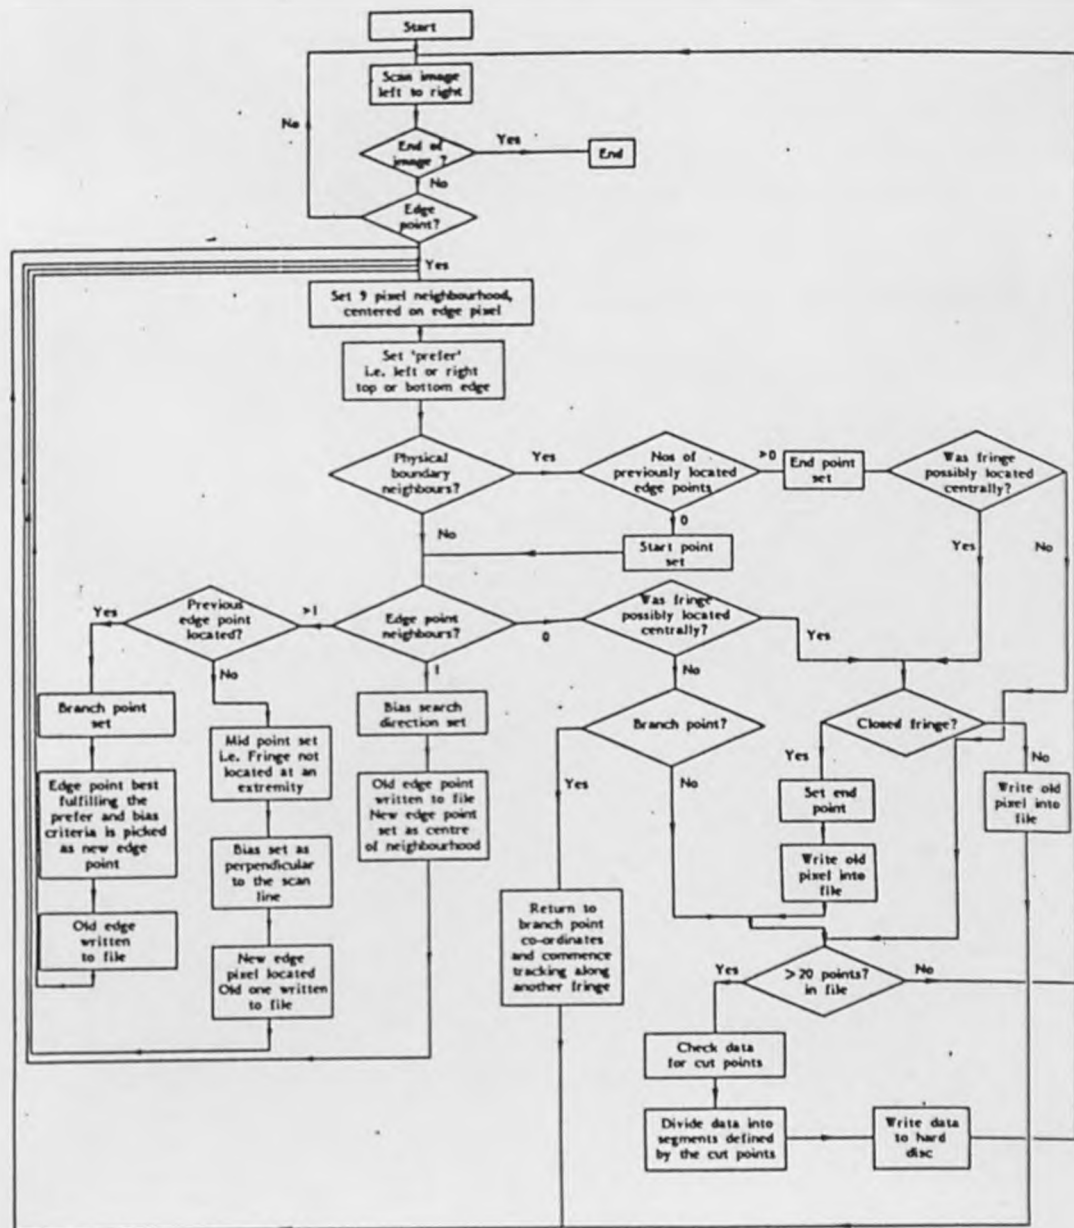 Start
Scan image
left to right
No
End of
image ?
Yes
End
No
Edge
point?
Yes
Set 9 pixel neighbourhood,
centered on edge pixel
Set 'prefer'
i.e. left or right
top or bottom edge
Physical
boundary
neighbours?
Yes
Nos of
previously located
edge points
>0
End point
set
Was fringe
possibly located
centrally?
No
0
Start point
set
Yes
No
Yes
Previous
edge point
located?
>1
Edge point
neighbours?
0
Was fringe
possibly located
centrally?
Yes
No
1
No
Branch point
set
Bias search
direction set
Branch point?
Closed fringe?
Mid point set
i.e. Fringe not
located at an
extremity
Yes
No
Edge point best
fulfilling the
prefer and bias
criteria is picked
as new edge
point
Old edge point
written to file
New edge point
set as centre
of neighbourhood
Yes
No
Set end
point
Write old
pixel into
file
Bias set as
perpendicular
to the scan
line
Write old
pixel into
file
Old edge
written
to file
Return to
branch point
co-ordinates
and commence
tracking along
another fringe
New edge
pixel located
Old one written
to file
Yes
>20 points?
in file
No
Check data
for cut points
Divide data into
segments defined
by the cut points
Write data
to hard
disc